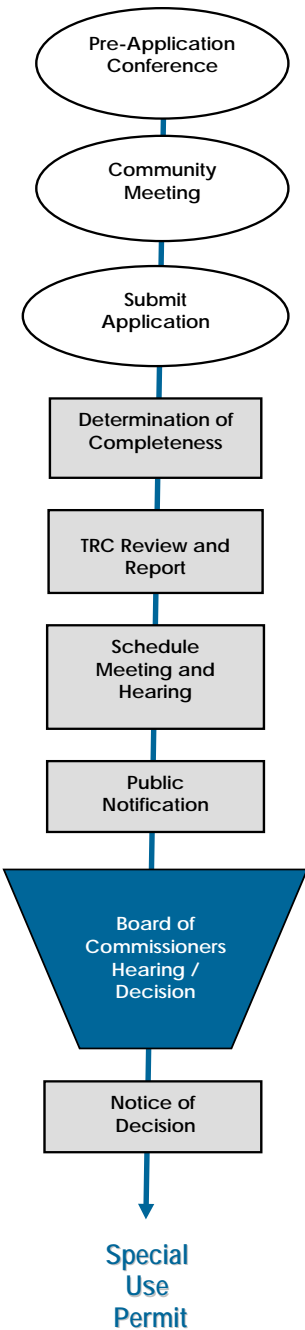 Pre-Application
Conference
Community
Meeting
Submit
Application
Determination of
Completeness
TRC Review and
Report
Schedule
Meeting and
Hearing
Public
Notification
Board of
Commissioners
Hearing /
Decision
Notice of
Decision
Special
Use
Permit